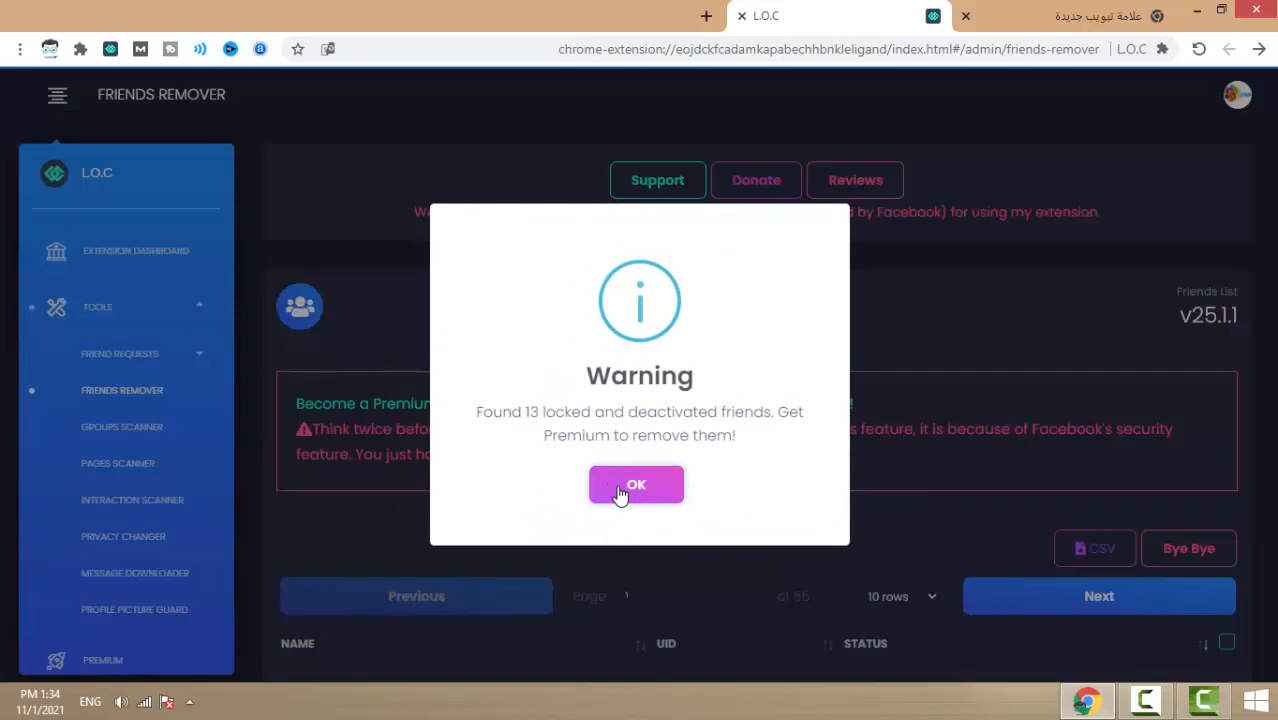 L.O.C
علامة تبويب جديدة
chrome-extension://eojdckfcadamkapabechhbnkleligand/index.html#/admin/friends-remover
L.O.C
FRIENDS REMOVER
L.O.C
EXTENSION DASHBOARD
TOOLS
FRIEND REQUESTS
FRIENDS REMOVER
GROUPS SCANNER
PAGES SCANNER
INTERACTION SCANNER
PRIVACY CHANGER
MESSAGE DOWNLOADER
PROFILE PICTURE GUARD
PREMIUM
Support
Donate
Reviews
by Facebook) for using my extension.
Friends List
v25.1.1
Become a Premium
Think twice befor
s feature, it is because of Facebook's security
feature. You just h
Warning
Found 13 locked and deactivated friends. Get
Premium to remove them!
OK
CSV
Bye Bye
Previous
Page
1
of 55
10 rows
Next
NAME
UID
STATUS
PM 1:34
11/1/2021
ENG